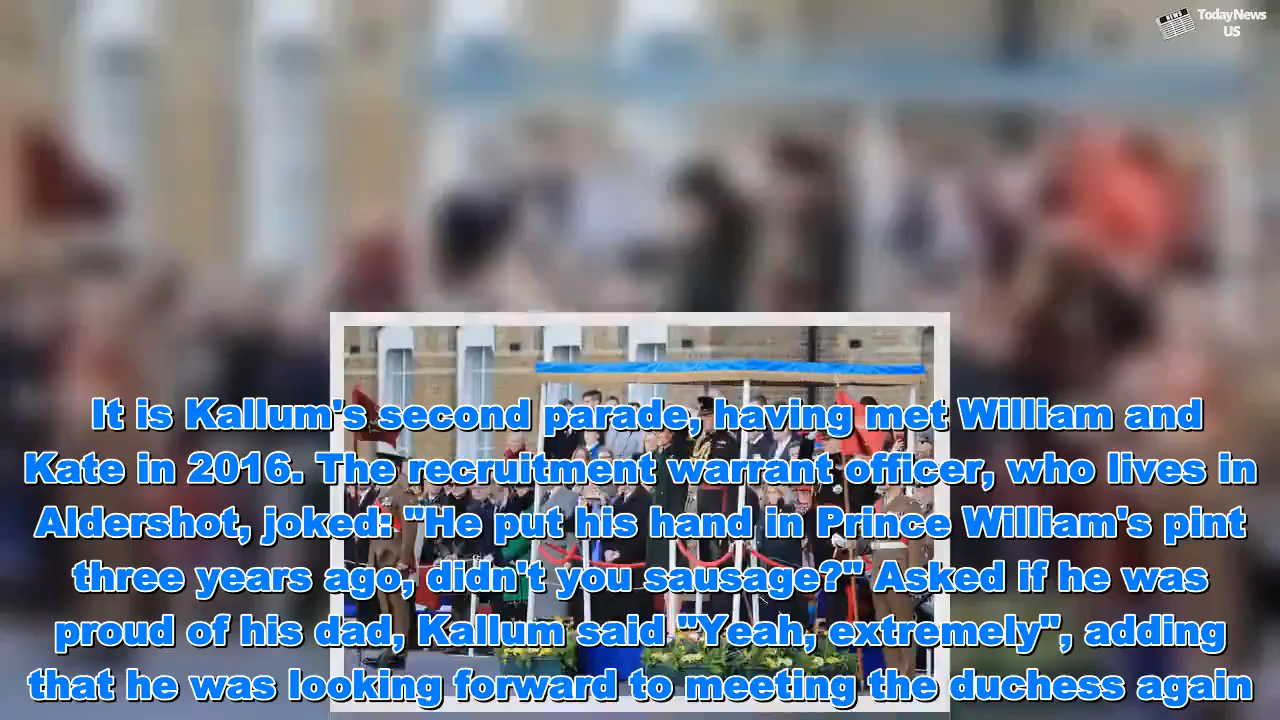 NEWS
TodayNews
US
It is Kallum's second parade, having met William and
Kate in 2016. The recruitment warrant officer, who lives in
Aldershot, joked: "He put his hand in Prince William's pint
three years ago, didn't you sausage?" Asked if he was
proud of his dad, Kallum said "Yeah, extremely", adding
that he was looking forward to meeting the duchess again